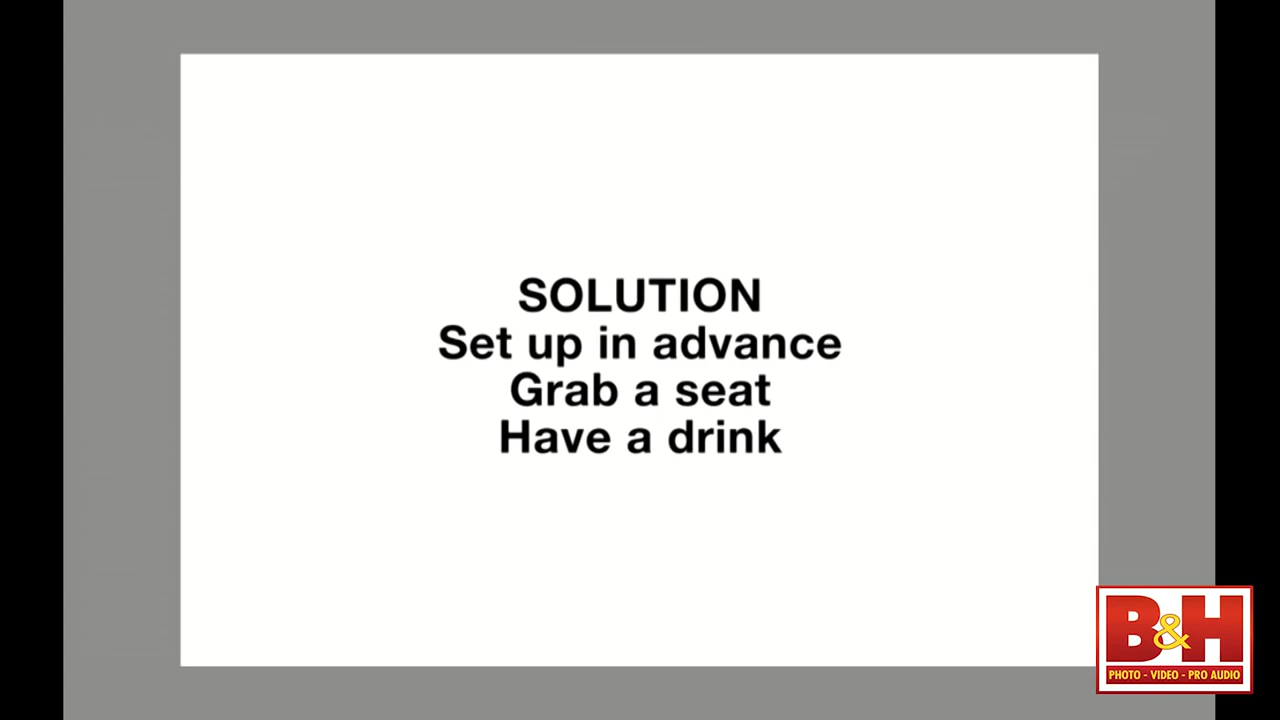 SOLUTION
Set up in advance
Grab a seat
Have a drink
B&H
PHOTO - VIDEO - PRO AUDIO